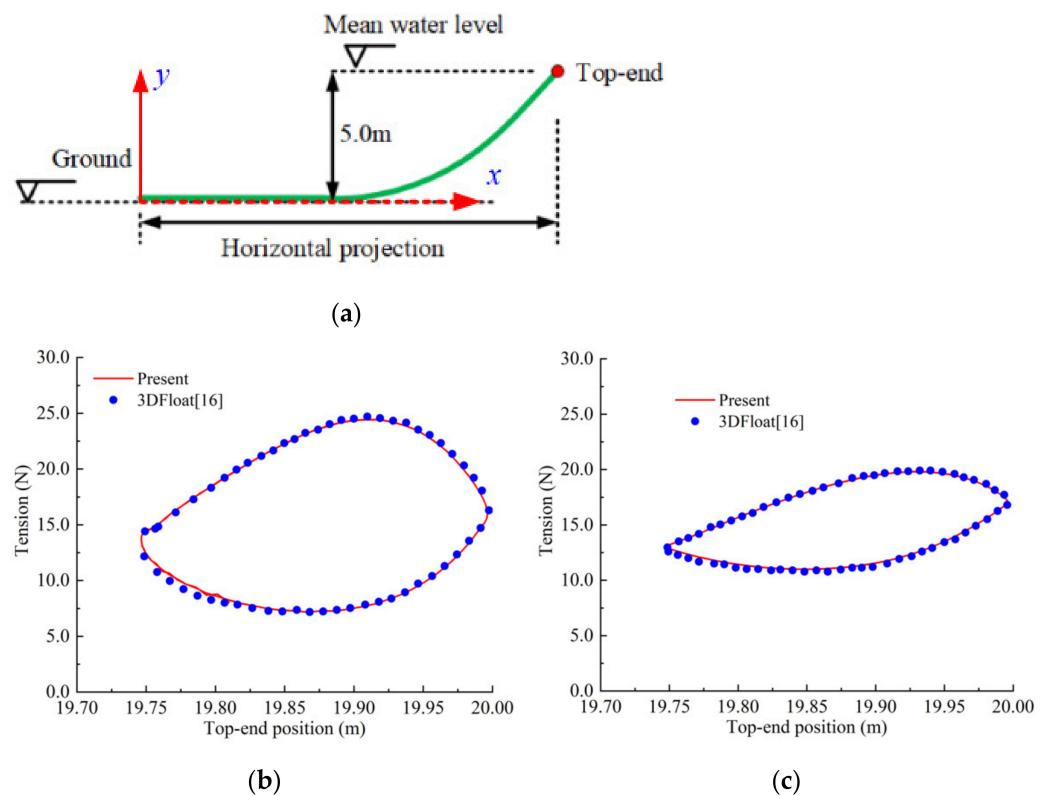 Mean water level
y
Top-end
5.0m
Ground
x
Horizontal projection
(a)
30.0
25.0
20.0
15.0
10.0
5.0
0.0
Tension (N)
Present
3DFloat[16]
19.70 19.75 19.80 19.85 19.90 19.95 20.00
Top-end position (m)
(b)
30.0
25.0
20.0
15.0
10.0
5.0
0.0
Tension (N)
Present
3DFloat[16]
19.70 19.75 19.80 19.85 19.90 19.95 20.00
Top-end position (m)
(c)